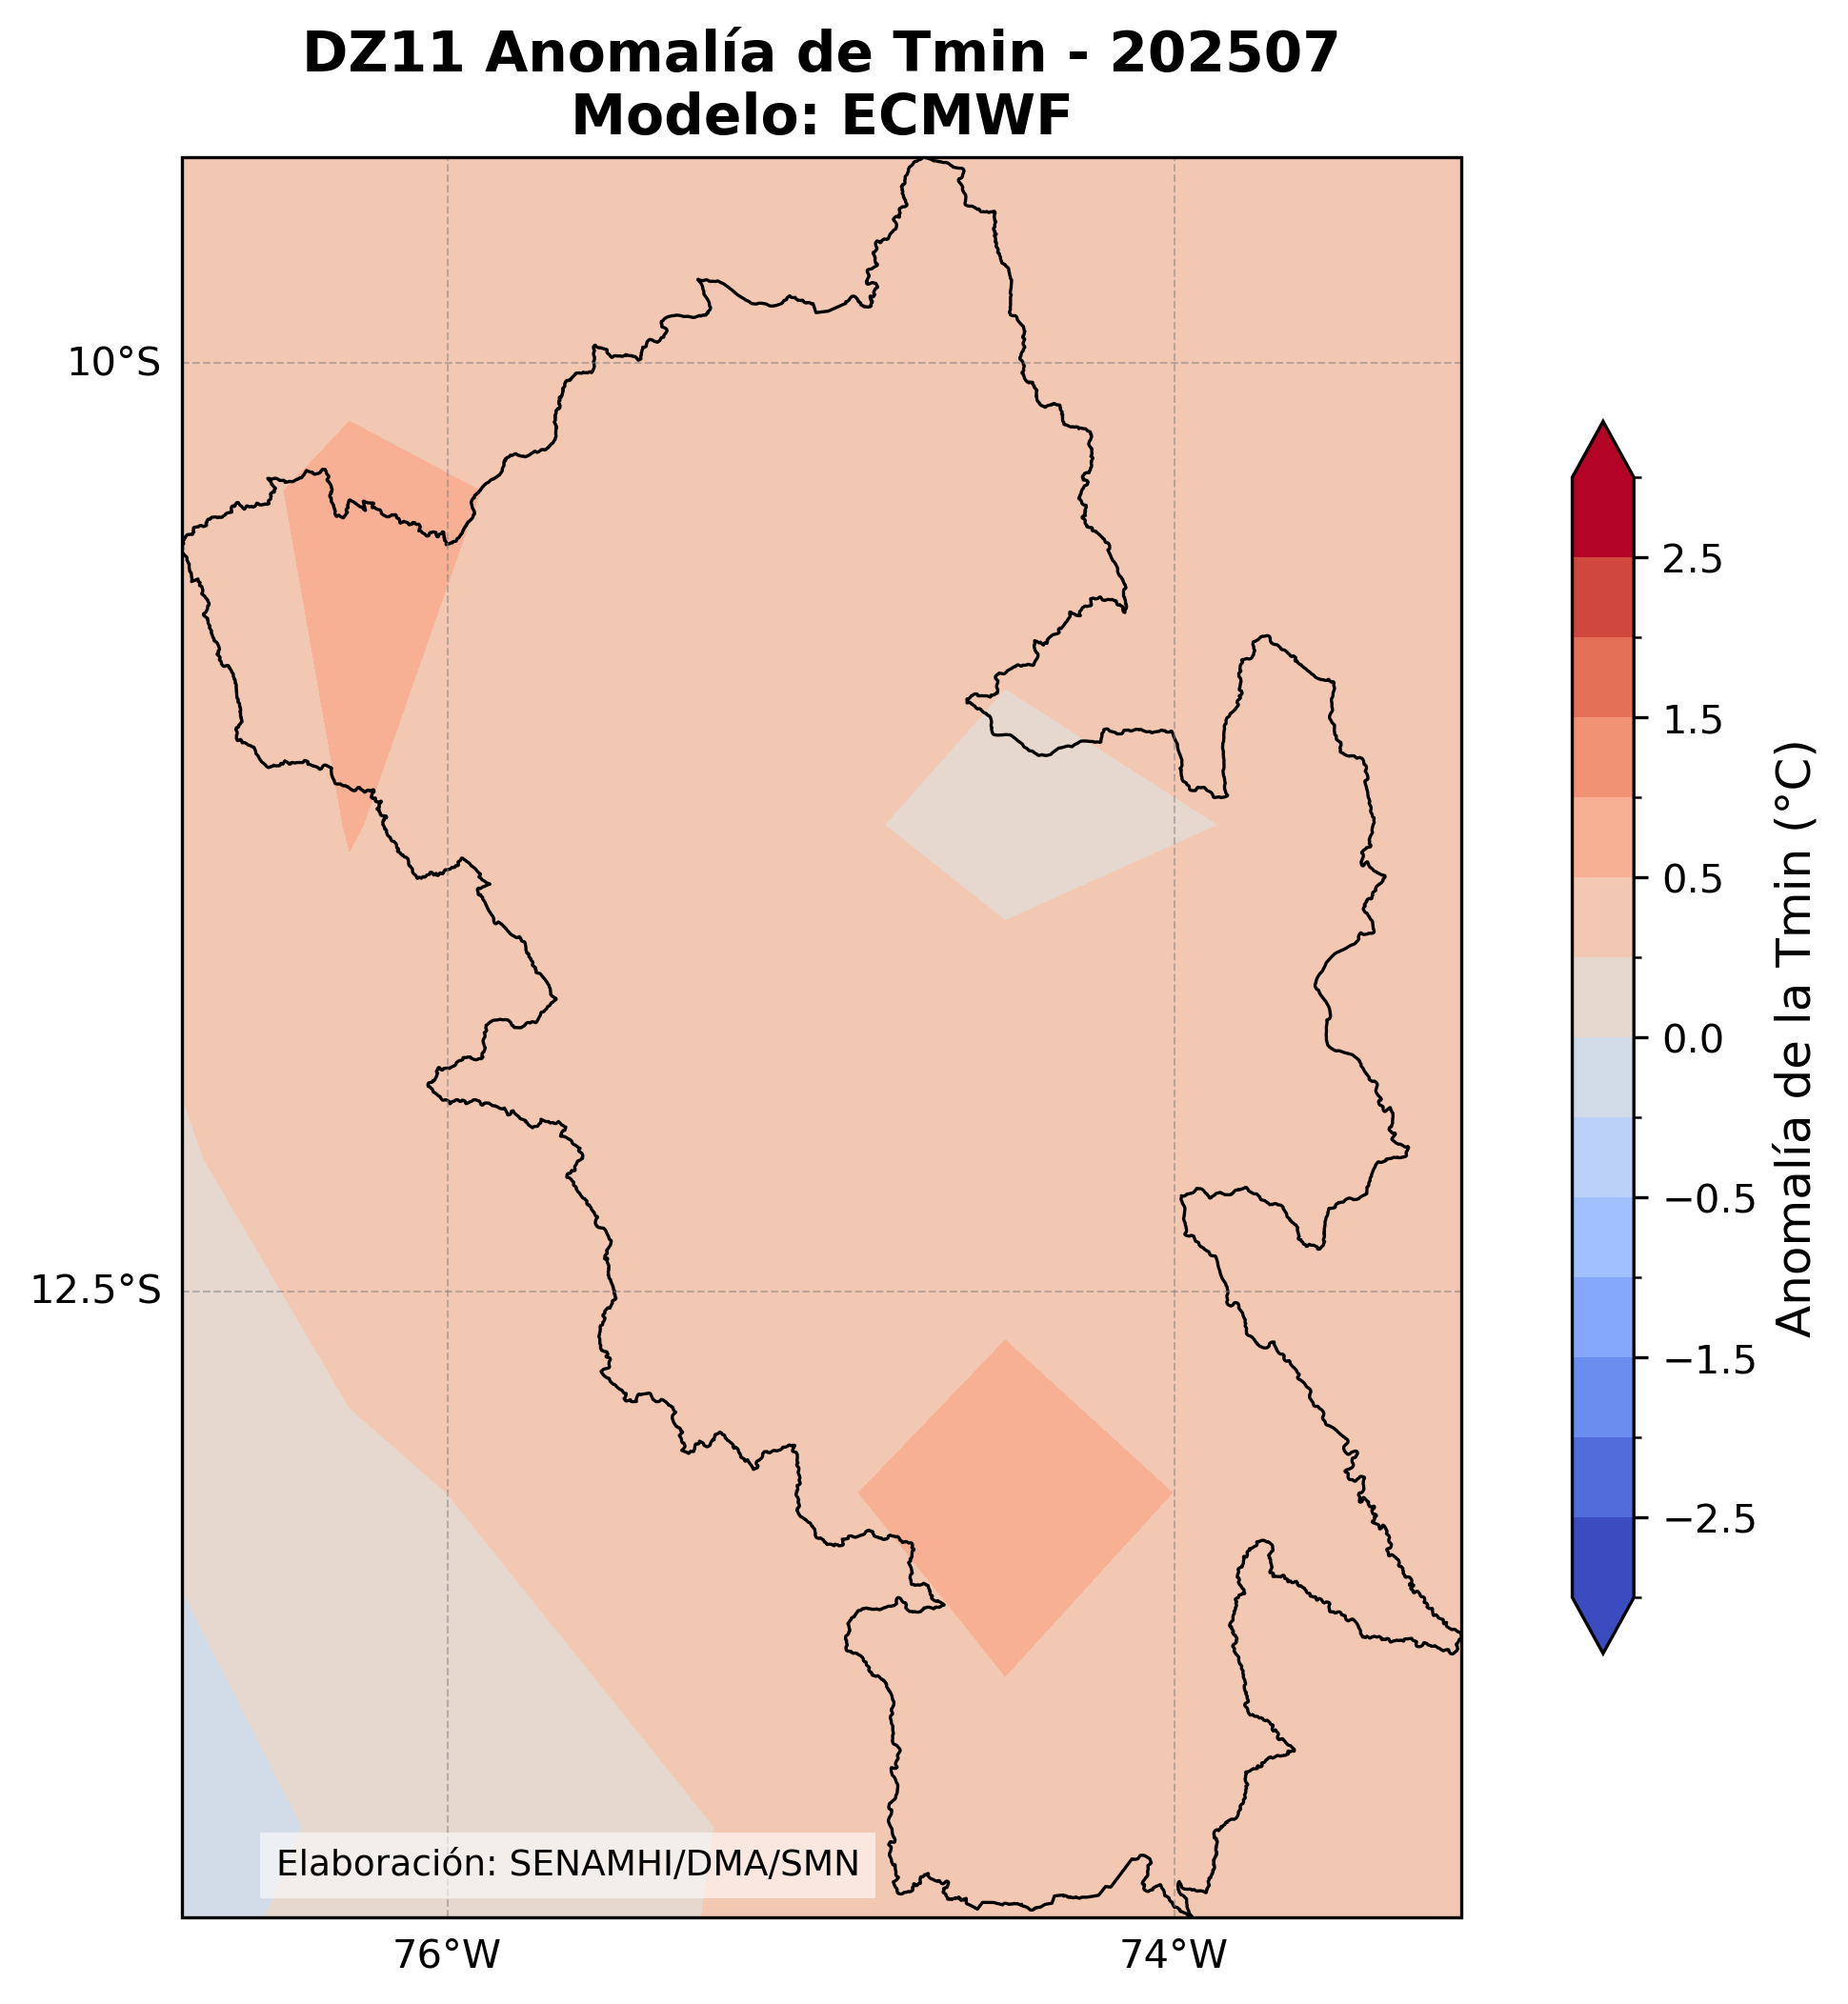 DZ11 Anomalía de Tmin - 202507
Modelo: ECMWF
10°S
12.5°S
76°W
74°W
Elaboración: SENAMHI/DMA/SMN
2.5
1.5
0.5
0.0
−0.5
−1.5
−2.5
Anomalía de la Tmin (°C)